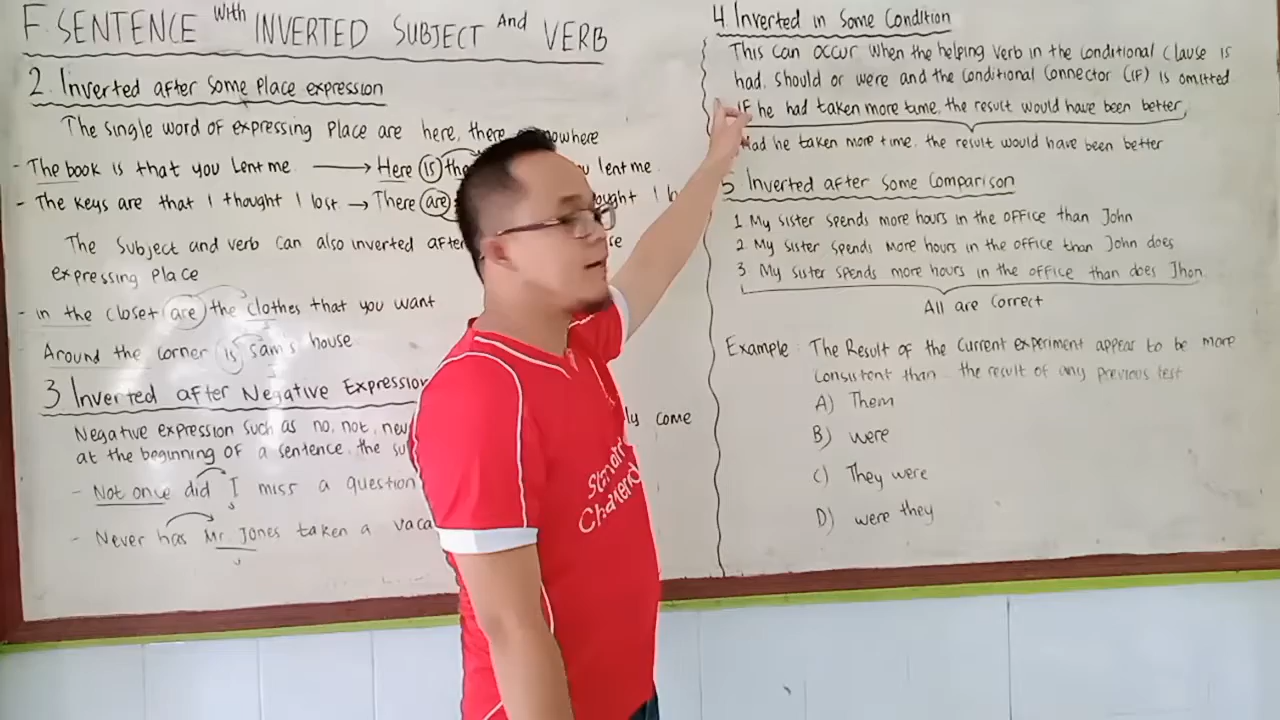 F. SENTENCE With INVERTED SUBJECT And VERB
2. Inverted after Some Place expression
The single word of expressing Place are here, there, nowhere
- The book is that you Lent me. → Here is the lent me.
- The keys are that I thought I lost. → There are I
The Subject and verb can also inverted after
expressing place
- in the closet are the clothes that you want
Around the corner is sam's house
3 Inverted after Negative Expression
Negative expression such as no, not, come
at the beginning of a sentence, the
- Not once did I miss a question
- Never has Mr Jones taken a
4. Inverted in Some Condition
This can occur when the helping verb in the conditional clause is
had, should or were and the conditional connector (IF) is omitted
IF he had taken more time, the result would have been better,
Had he taken more time, the result would have been better
5 Inverted after Some Comparison
1 My sister spends more hours in the office than John
2 My sister spends more hours in the office than John does
3 My sister spends more hours in the office than does Jhon.
All are correct
Example : The Result of the current experiment appear to be more
consistent than the result of any previous test
A) Them
B) were
C) They were
D) were they